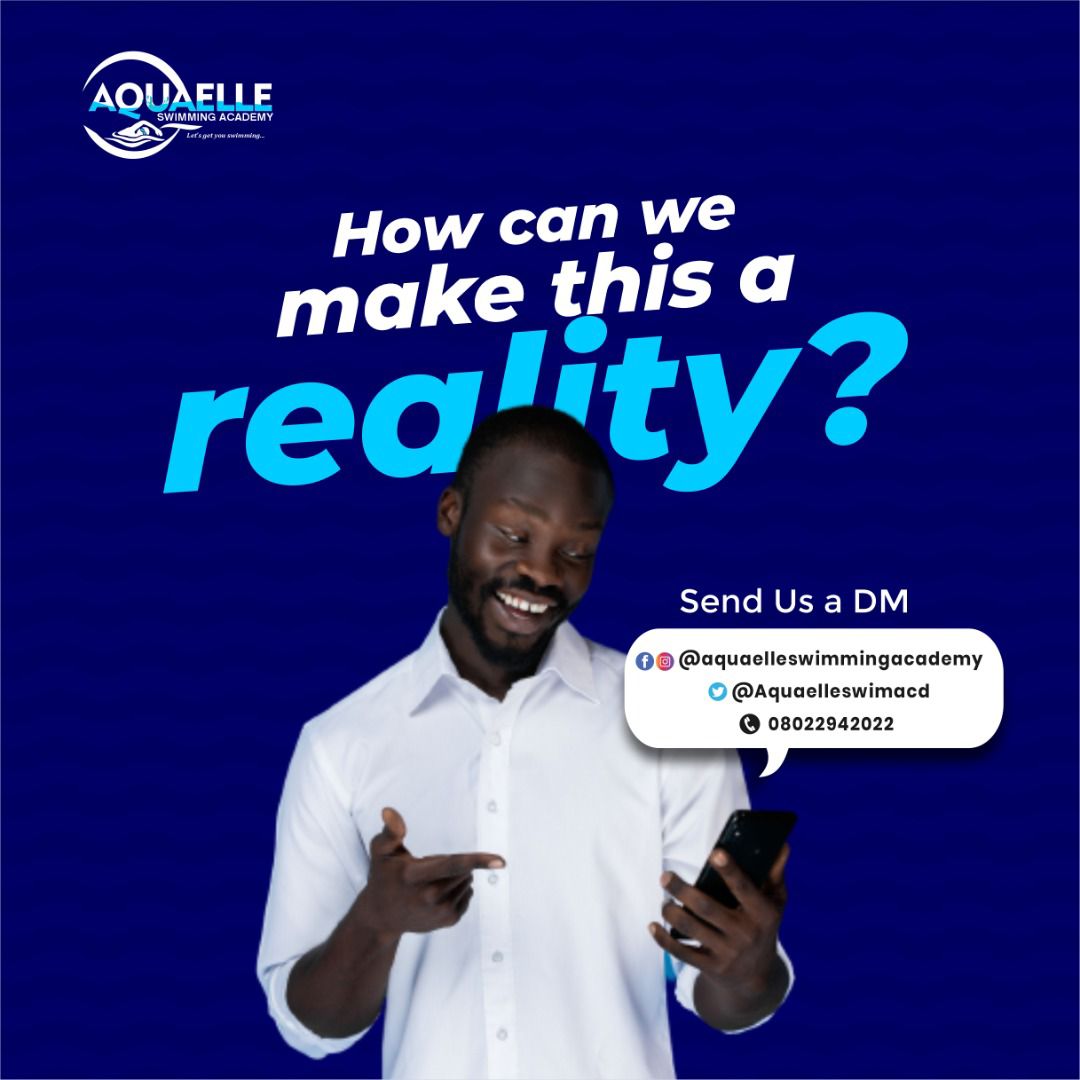 AQUAELLE
SWIMMING ACADEMY
Let's get you swimming...
How can we
make this a
reality?
Send Us a DM
@aquaelleswimmingacademy
@Aquaelleswimacd
08022942022